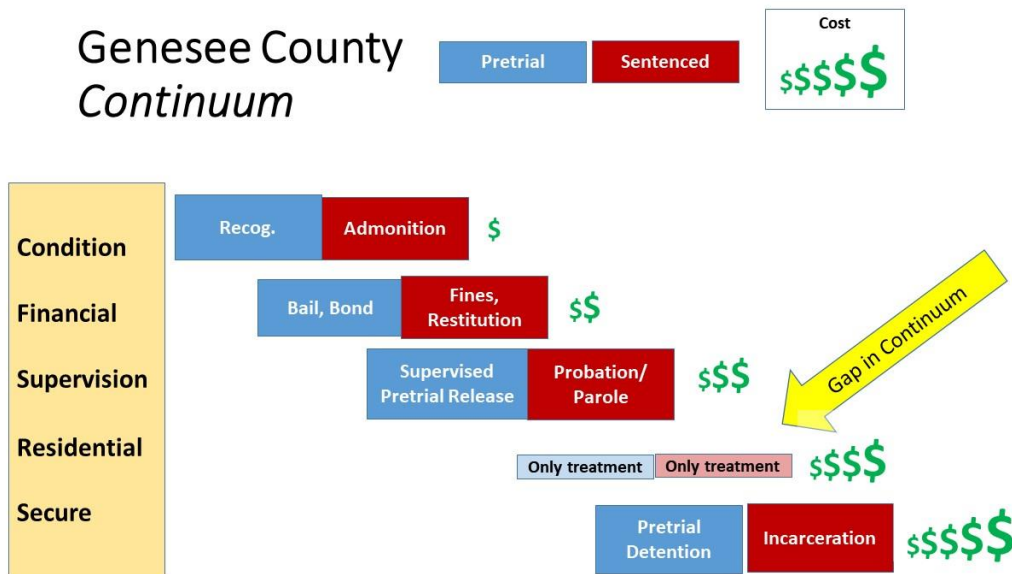 Genesee County
Continuum
Pretrial
Sentenced
Cost
$$$$$
Condition
Recog.
Admonition
$
Financial
Bail, Bond
Fines,
Restitution
$$
Supervision
Supervised
Pretrial Release
Probation/
Parole
$$$
Gap in Continuum
Residential
Only treatment
Only treatment
$$$$
Secure
Pretrial
Detention
Incarceration
$$$$$